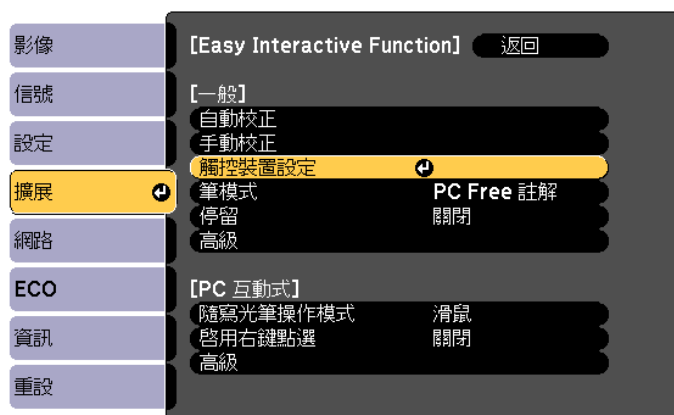 影像
信號
設定
擴展
網路
ECO
資訊
重設
[Easy Interactive Function] 返回
[一般]
自動校正
手動校正
觸控裝置設定
筆模式 PC Free 註解
停留 關閉
高級
[PC 互動式]
隨寫光筆操作模式 滑鼠
啓用右鍵點選 關閉
高級